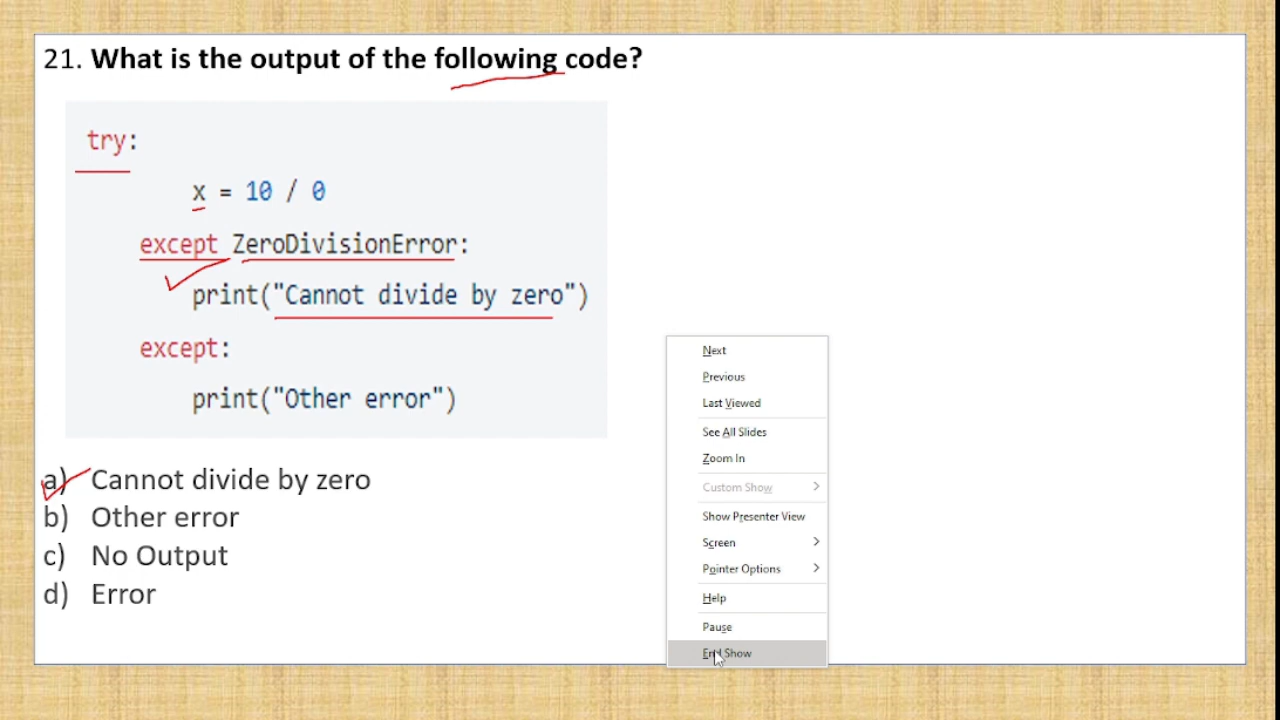 21. What is the output of the following code?
try:
x = 10 / 0
except ZeroDivisionError:
print("Cannot divide by zero")
except:
print("Other error")
a) Cannot divide by zero
b) Other error
c) No Output
d) Error
Next
Previous
Last Viewed
See All Slides
Zoom In
Custom Show
Show Presenter View
Screen
Pointer Options
Help
Pause
End Show